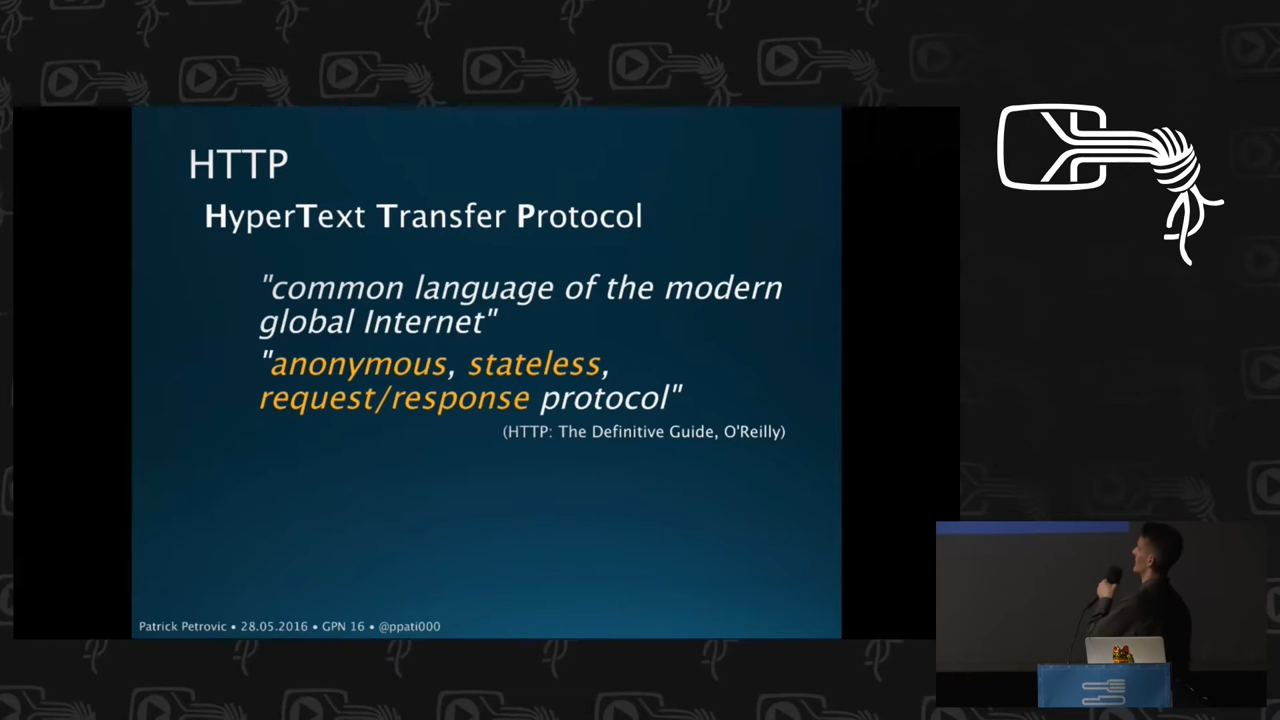 HTTP
HyperText Transfer Protocol
"common language of the modern
global Internet"
"anonymous, stateless,
request/response protocol"
(HTTP: The Definitive Guide, O'Reilly)
Patrick Petrovic • 28.05.2016 • GPN 16 • @ppati000